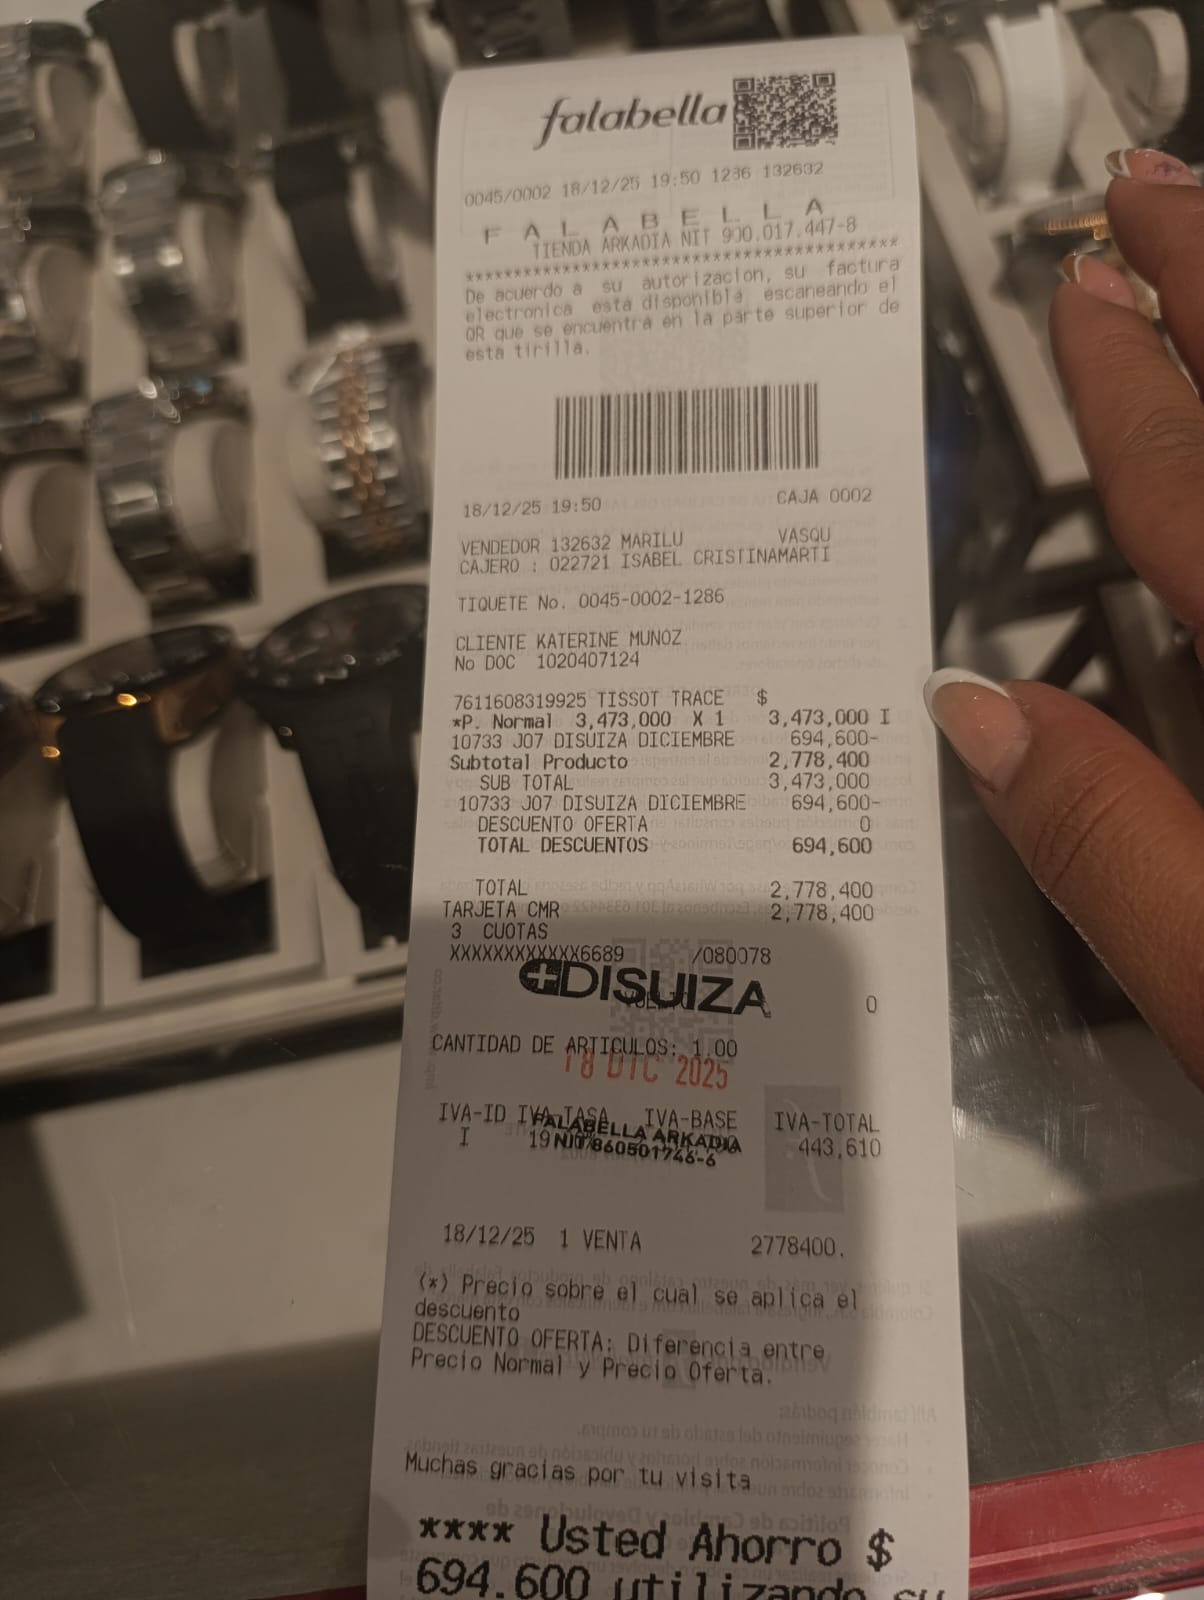 falabella
0045/0002 18/12/25 19:50 1286 132632
F A L A B E L L A
TIENDA ARKADIA NIT 900.017.447-8
****************************************
De acuerdo a su autorizacion, su factura
electronica esta disponible escaneando el
QR que se encuentra en la parte superior de
esta tirilla.
18/12/25 19:50 CAJA 0002
VENDEDOR 132632 MARILU VASQU
CAJERO : 022721 ISABEL CRISTINAMARTI
TIQUETE No. 0045-0002-1286
CLIENTE KATERINE MUNOZ
No DOC 1020407124
7611608319925 TISSOT TRACE $
*P. Normal 3,473,000 X 1 3,473,000 I
10733 J07 DISUIZA DICIEMBRE 694,600-
Subtotal Producto 2,778,400
SUB TOTAL 3,473,000
10733 J07 DISUIZA DICIEMBRE 694,600-
DESCUENTO OFERTA 0
TOTAL DESCUENTOS 694,600
TOTAL 2,778,400
TARJETA CMR 2,778,400
3 CUOTAS
XXXXXXXXXXXX6689 /080078
DISUIZA
VUELTO 0
CANTIDAD DE ARTICULOS: 1.00
18 DIC 2025
IVA-ID IVA-TASA IVA-BASE IVA-TOTAL
FALABELLA ARKADIA
I 19 443,610
NIT 860501746-6
18/12/25 1 VENTA 2778400.
(*) Precio sobre el cual se aplica el
descuento
DESCUENTO OFERTA: Diferencia entre
Precio Normal y Precio Oferta.
Muchas gracias por tu visita
**** Usted Ahorro $
694.600 utilizando su